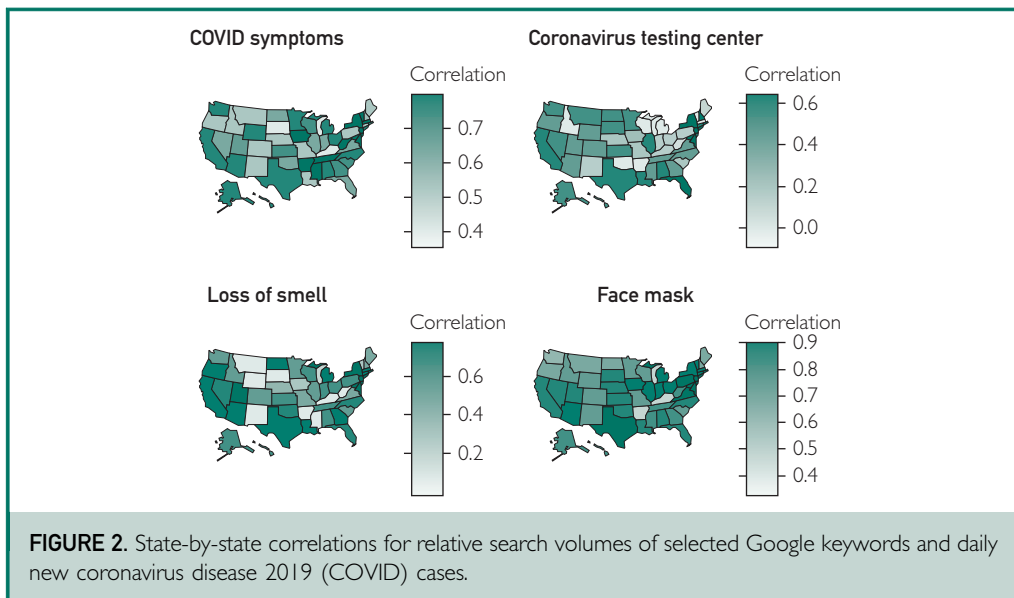 COVID symptoms
Correlation
0.7
0.6
0.5
0.4
Coronavirus testing center
Correlation
0.6
0.4
0.2
0.0
Loss of smell
Correlation
0.6
0.4
0.2
Face mask
Correlation
0.9
0.8
0.7
0.6
0.5
0.4
FIGURE 2. State-by-state correlations for relative search volumes of selected Google keywords and daily
new coronavirus disease 2019 (COVID) cases.